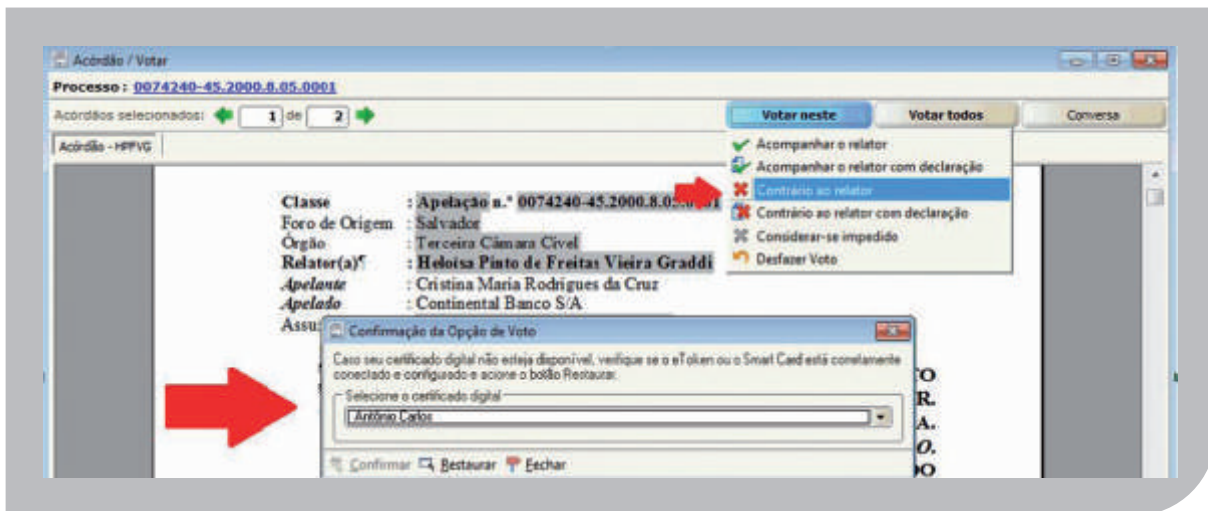 Acórdão / Votar
Processo : 0074240-45.2000.8.05.0001
Acórdãos selecionados: 1 de 2
Votar neste
Votar todos
Conversa
Acórdão - HPFVG
Acompanhar o relator
Acompanhar o relator com declaração
Contrário ao relator
Contrário ao relator com declaração
Considerar-se impedido
Desfazer Voto
Classe : Apelação n.º 0074240-45.2000.8.05.0001
Foro de Origem : Salvador
Órgão : Terceira Câmara Cível
Relator(a)¶ : Heloísa Pinto de Freitas Vieira Graddi
Apelante : Cristina Maria Rodrigues da Cruz
Apelado : Continental Banco S/A
Assu
Confirmação da Opção de Voto
Caso seu certificado digital não esteja disponível, verifique se o eToken ou o Smart Card está corretamente
conectado e configurado e acione o botão Restaurar.
Selecione o certificado digital
Antônio Carlos
Confirmar Restaurar Fechar
TO
R.
A.
O.
DO